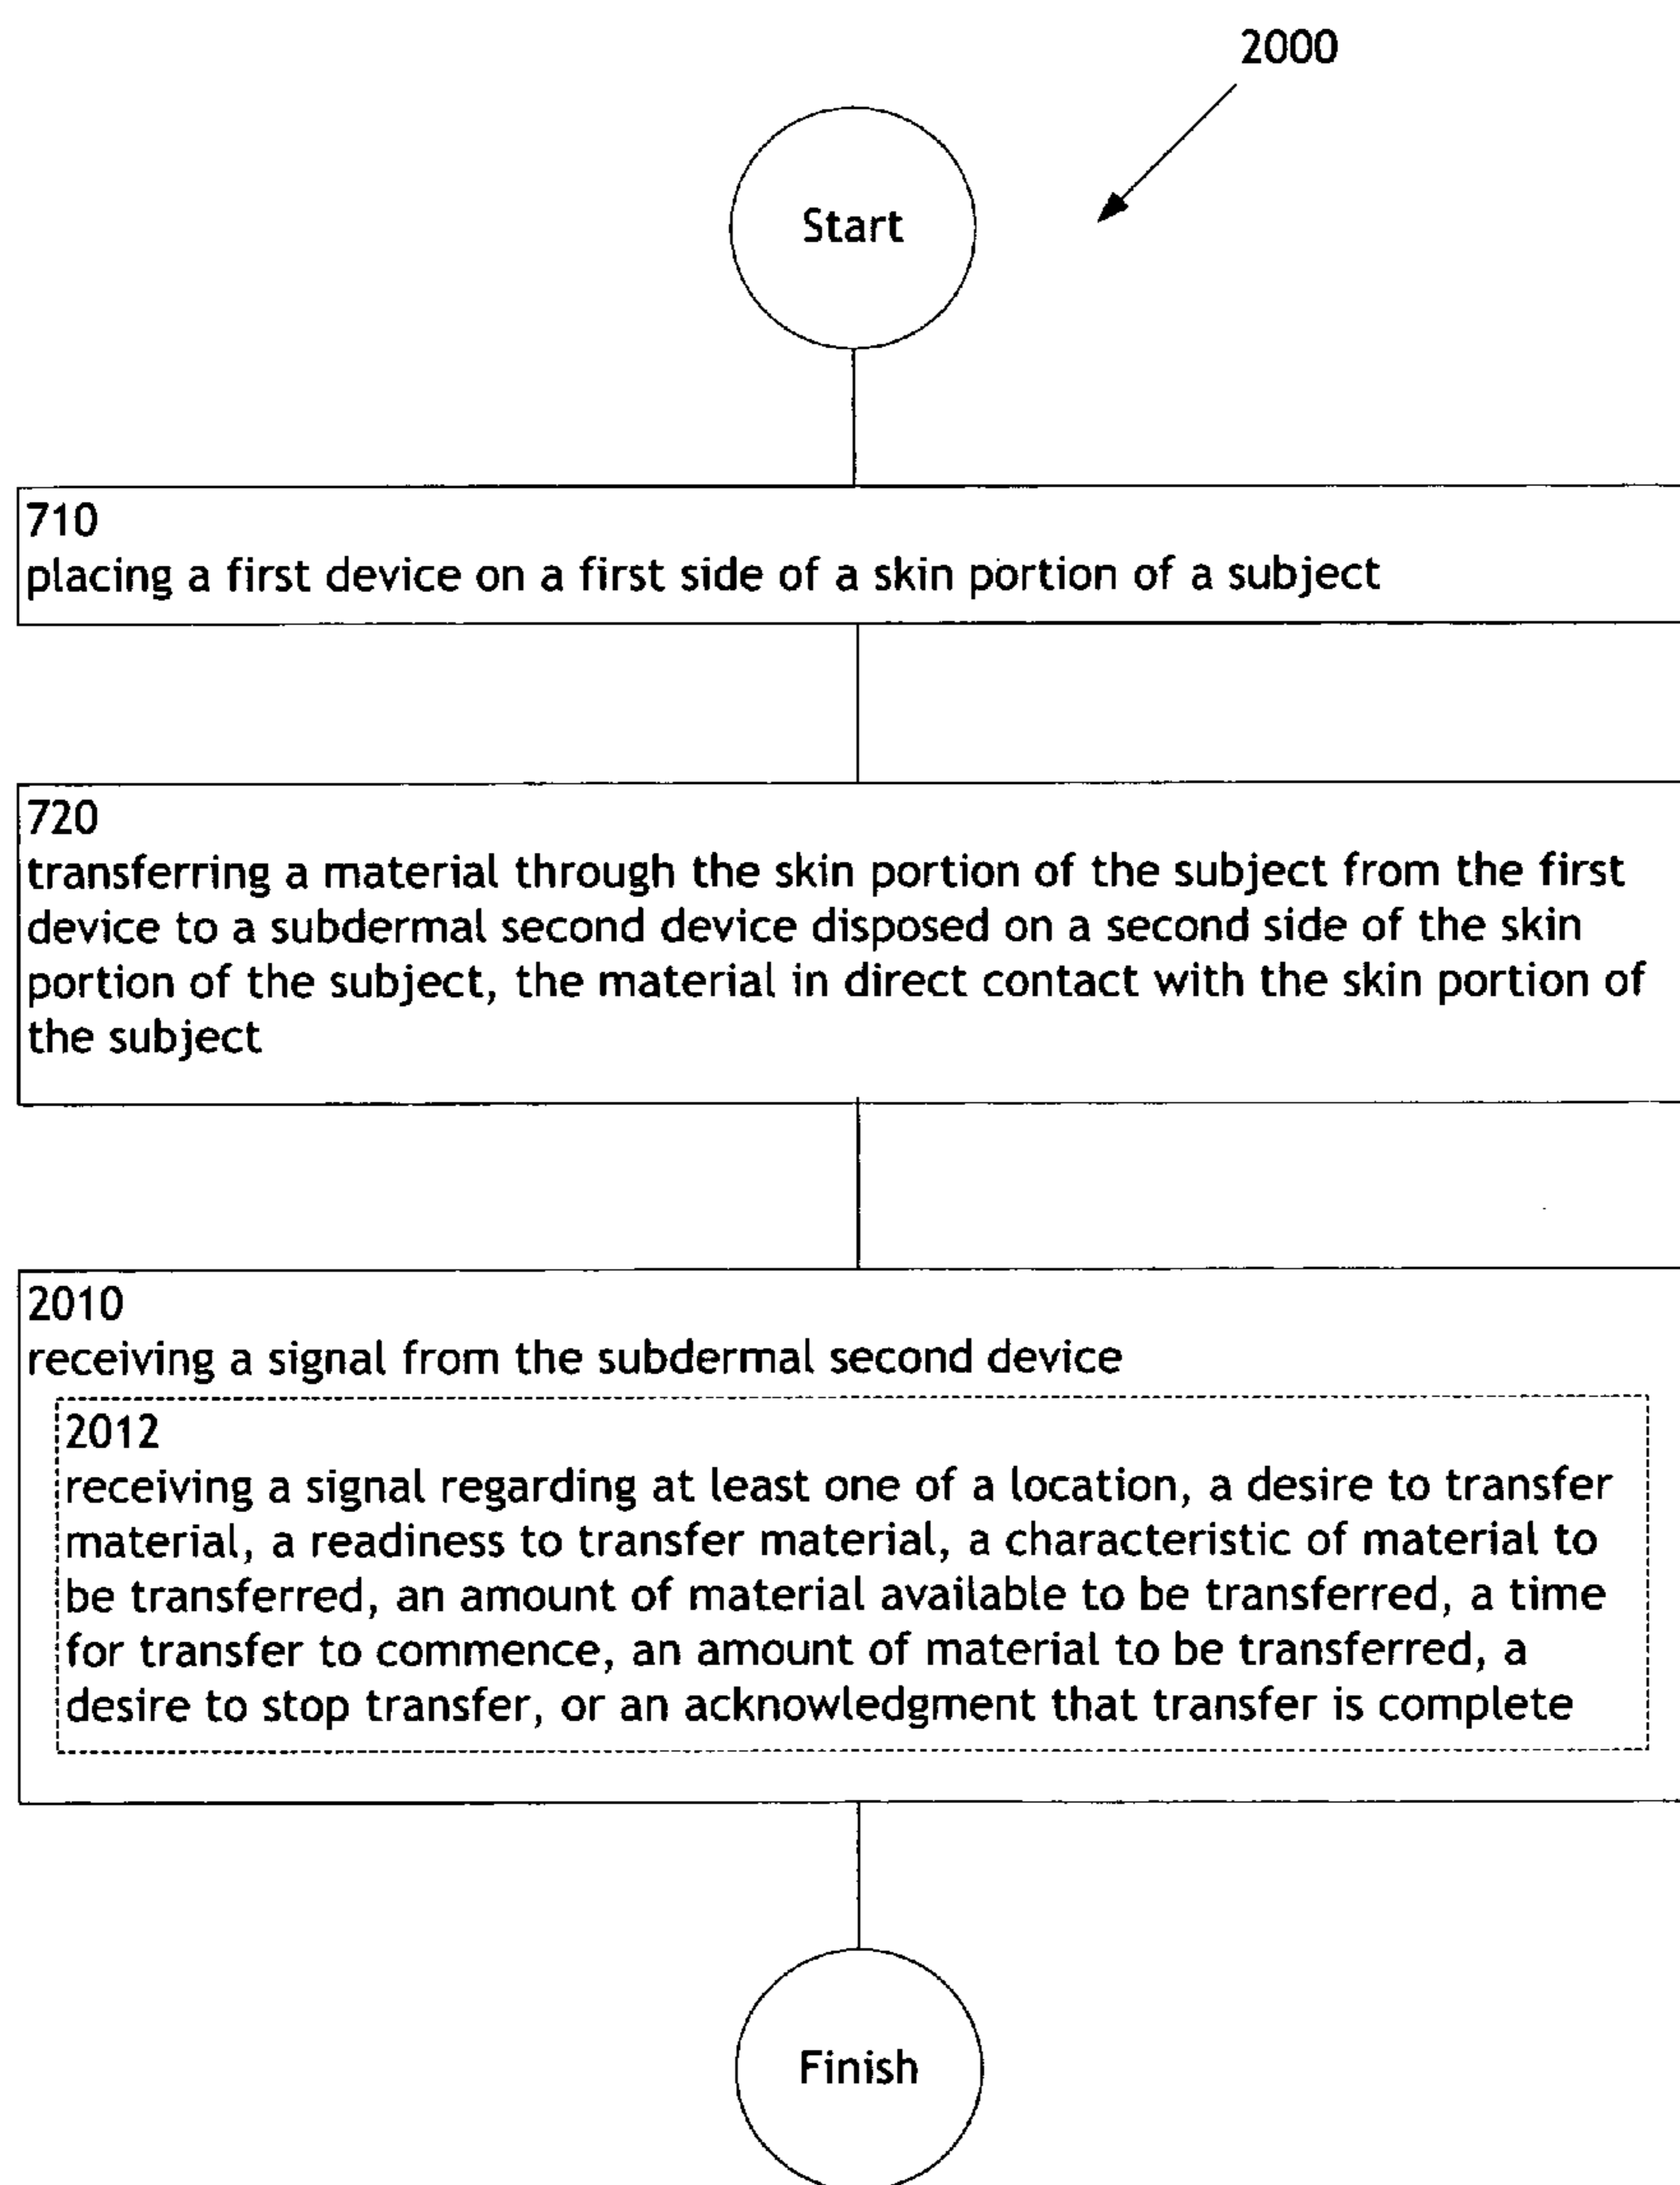 2000
Start
710
placing a first device on a first side of a skin portion of a subject
720
transferring a material through the skin portion of the subject from the first
device to a subdermal second device disposed on a second side of the skin
portion of the subject, the material in direct contact with the skin portion of
the subject
2010
receiving a signal from the subdermal second device
2012
receiving a signal regarding at least one of a location, a desire to transfer
material, a readiness to transfer material, a characteristic of material to
be transferred, an amount of material available to be transferred, a time
for transfer to commence, an amount of material to be transferred, a
desire to stop transfer, or an acknowledgment that transfer is complete
Finish